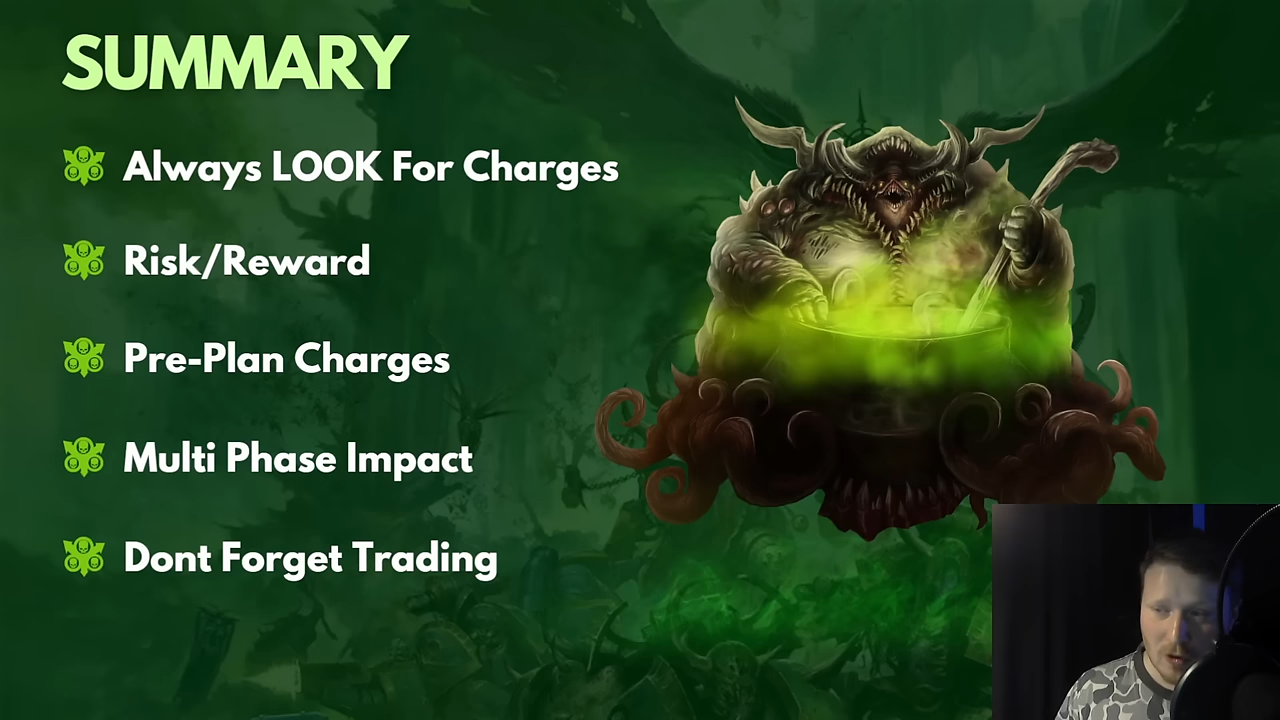 SUMMARY
Always LOOK For Charges
Risk/Reward
Pre-Plan Charges
Multi Phase Impact
Dont Forget Trading